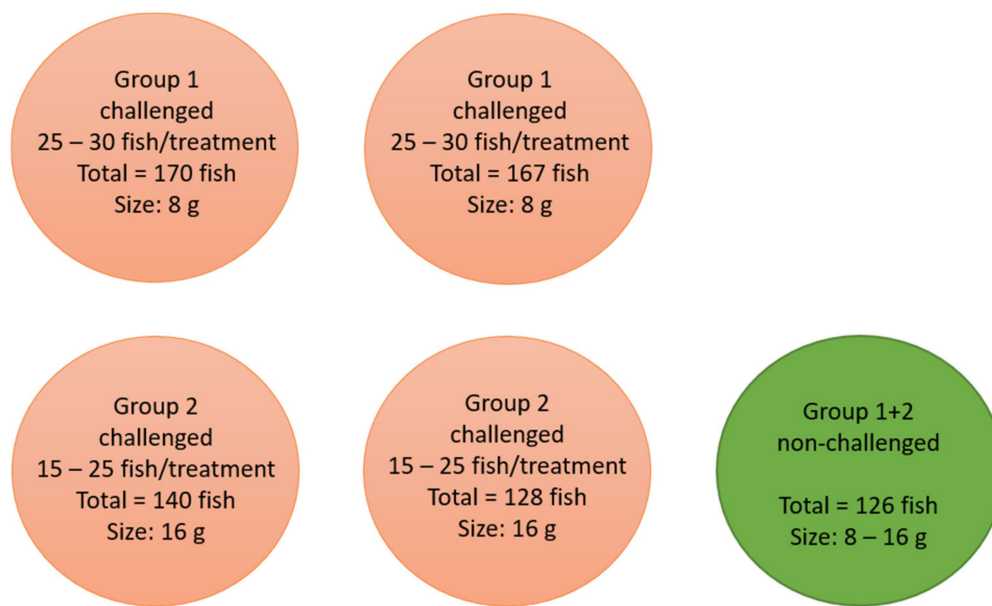 Group 1
challenged
25 – 30 fish/treatment
Total = 170 fish
Size: 8 g
Group 1
challenged
25 – 30 fish/treatment
Total = 167 fish
Size: 8 g
Group 2
challenged
15 – 25 fish/treatment
Total = 140 fish
Size: 16 g
Group 2
challenged
15 – 25 fish/treatment
Total = 128 fish
Size: 16 g
Group 1+2
non-challenged
Total = 126 fish
Size: 8 – 16 g